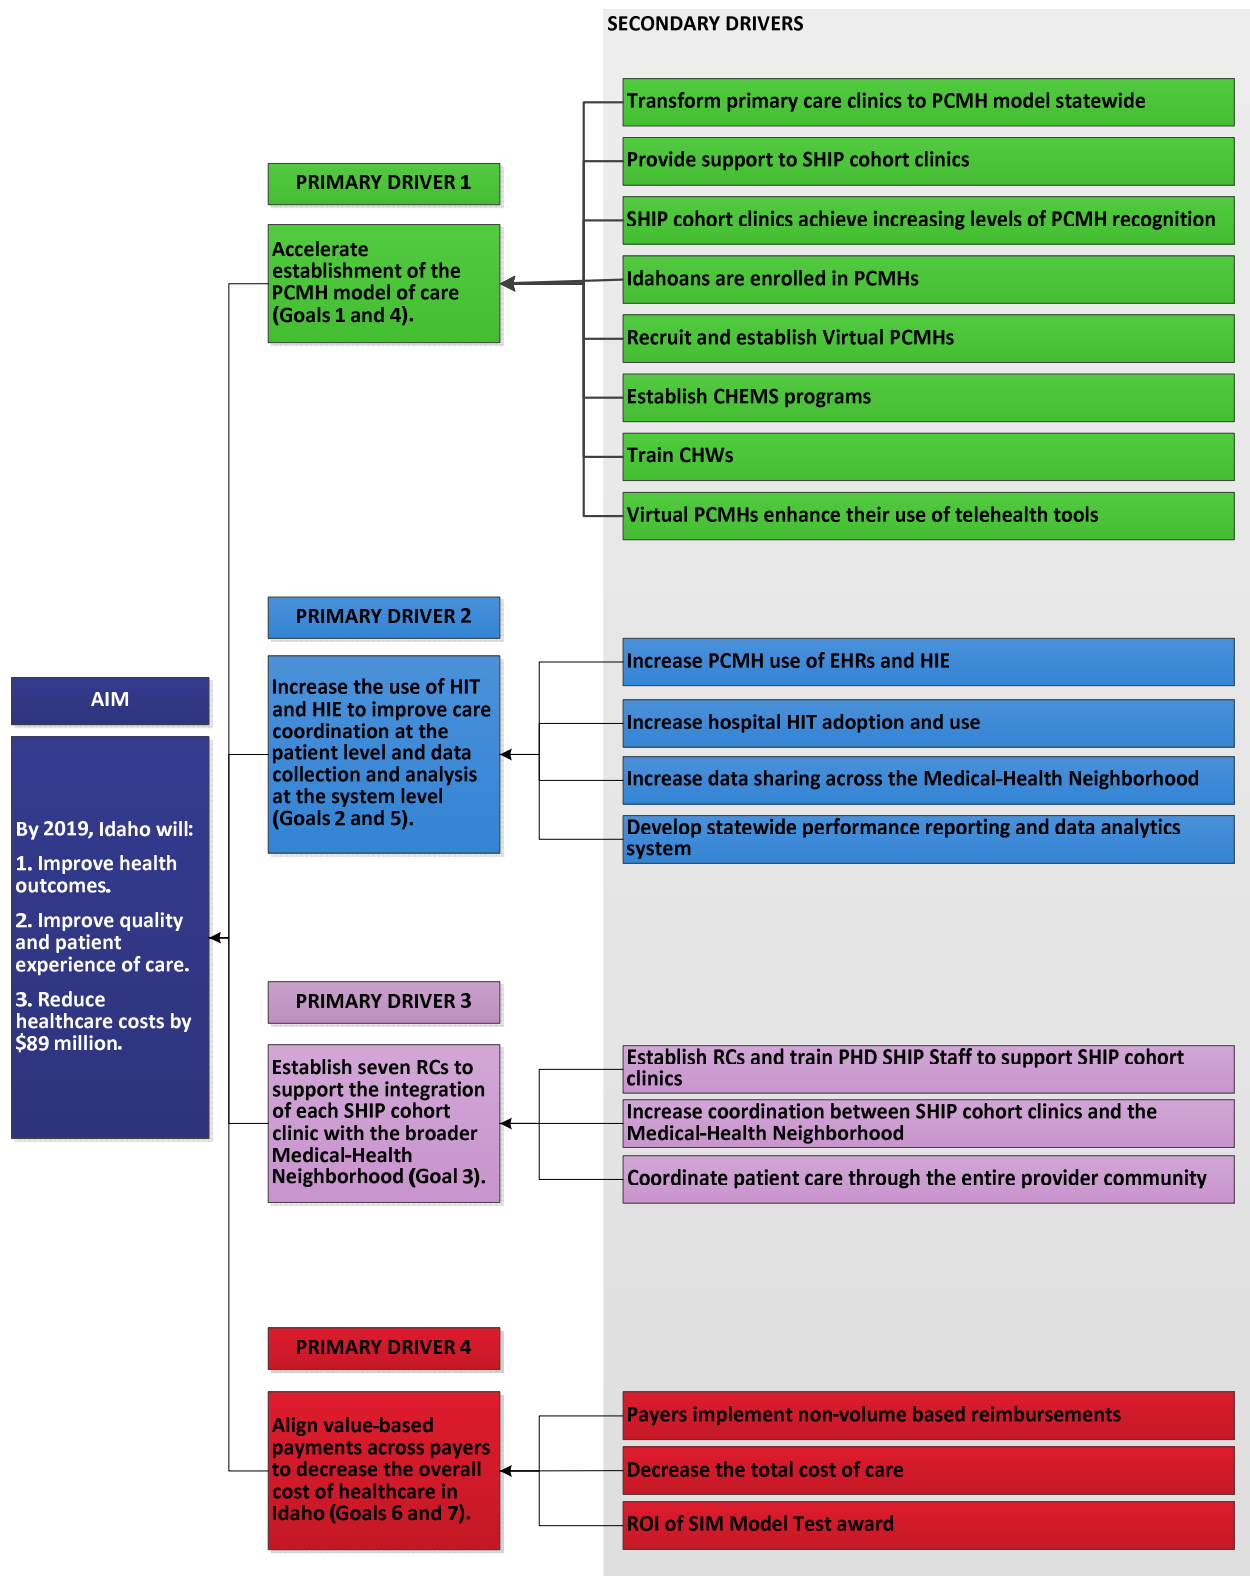 SECONDARY DRIVERS
PRIMARY DRIVER 1
Accelerate
establishment of the
PCMH model of care
(Goals 1 and 4).
Transform primary care clinics to PCMH model statewide
Provide support to SHIP cohort clinics
SHIP cohort clinics achieve increasing levels of PCMH recognition
Idahoans are enrolled in PCMHs
Recruit and establish Virtual PCMHs
Establish CHEMS programs
Train CHWs
Virtual PCMHs enhance their use of telehealth tools
AIM
By 2019, Idaho will:
1. Improve health
outcomes.
2. Improve quality
and patient
experience of care.
3. Reduce
healthcare costs by
$89 million.
PRIMARY DRIVER 2
Increase the use of HIT
and HIE to improve care
coordination at the
patient level and data
collection and analysis
at the system level
(Goals 2 and 5).
Increase PCMH use of EHRs and HIE
Increase hospital HIT adoption and use
Increase data sharing across the Medical-Health Neighborhood
Develop statewide performance reporting and data analytics
system
PRIMARY DRIVER 3
Establish seven RCs to
support the integration
of each SHIP cohort
clinic with the broader
Medical-Health
Neighborhood (Goal 3).
Establish RCs and train PHD SHIP Staff to support SHIP cohort
clinics
Increase coordination between SHIP cohort clinics and the
Medical-Health Neighborhood
Coordinate patient care through the entire provider community
PRIMARY DRIVER 4
Align value-based
payments across payers
to decrease the overall
cost of healthcare in
Idaho (Goals 6 and 7).
Payers implement non-volume based reimbursements
Decrease the total cost of care
ROI of SIM Model Test award